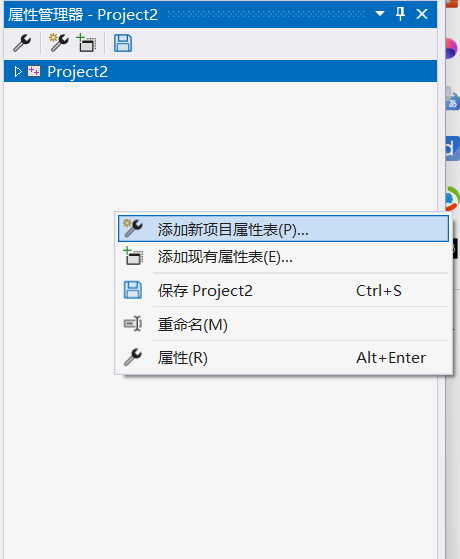 属性管理器 - Project2
Project2
添加新项目属性表(P)...
添加现有属性表(E)...
保存 Project2 Ctrl+S
重命名(M)
属性(R) Alt+Enter